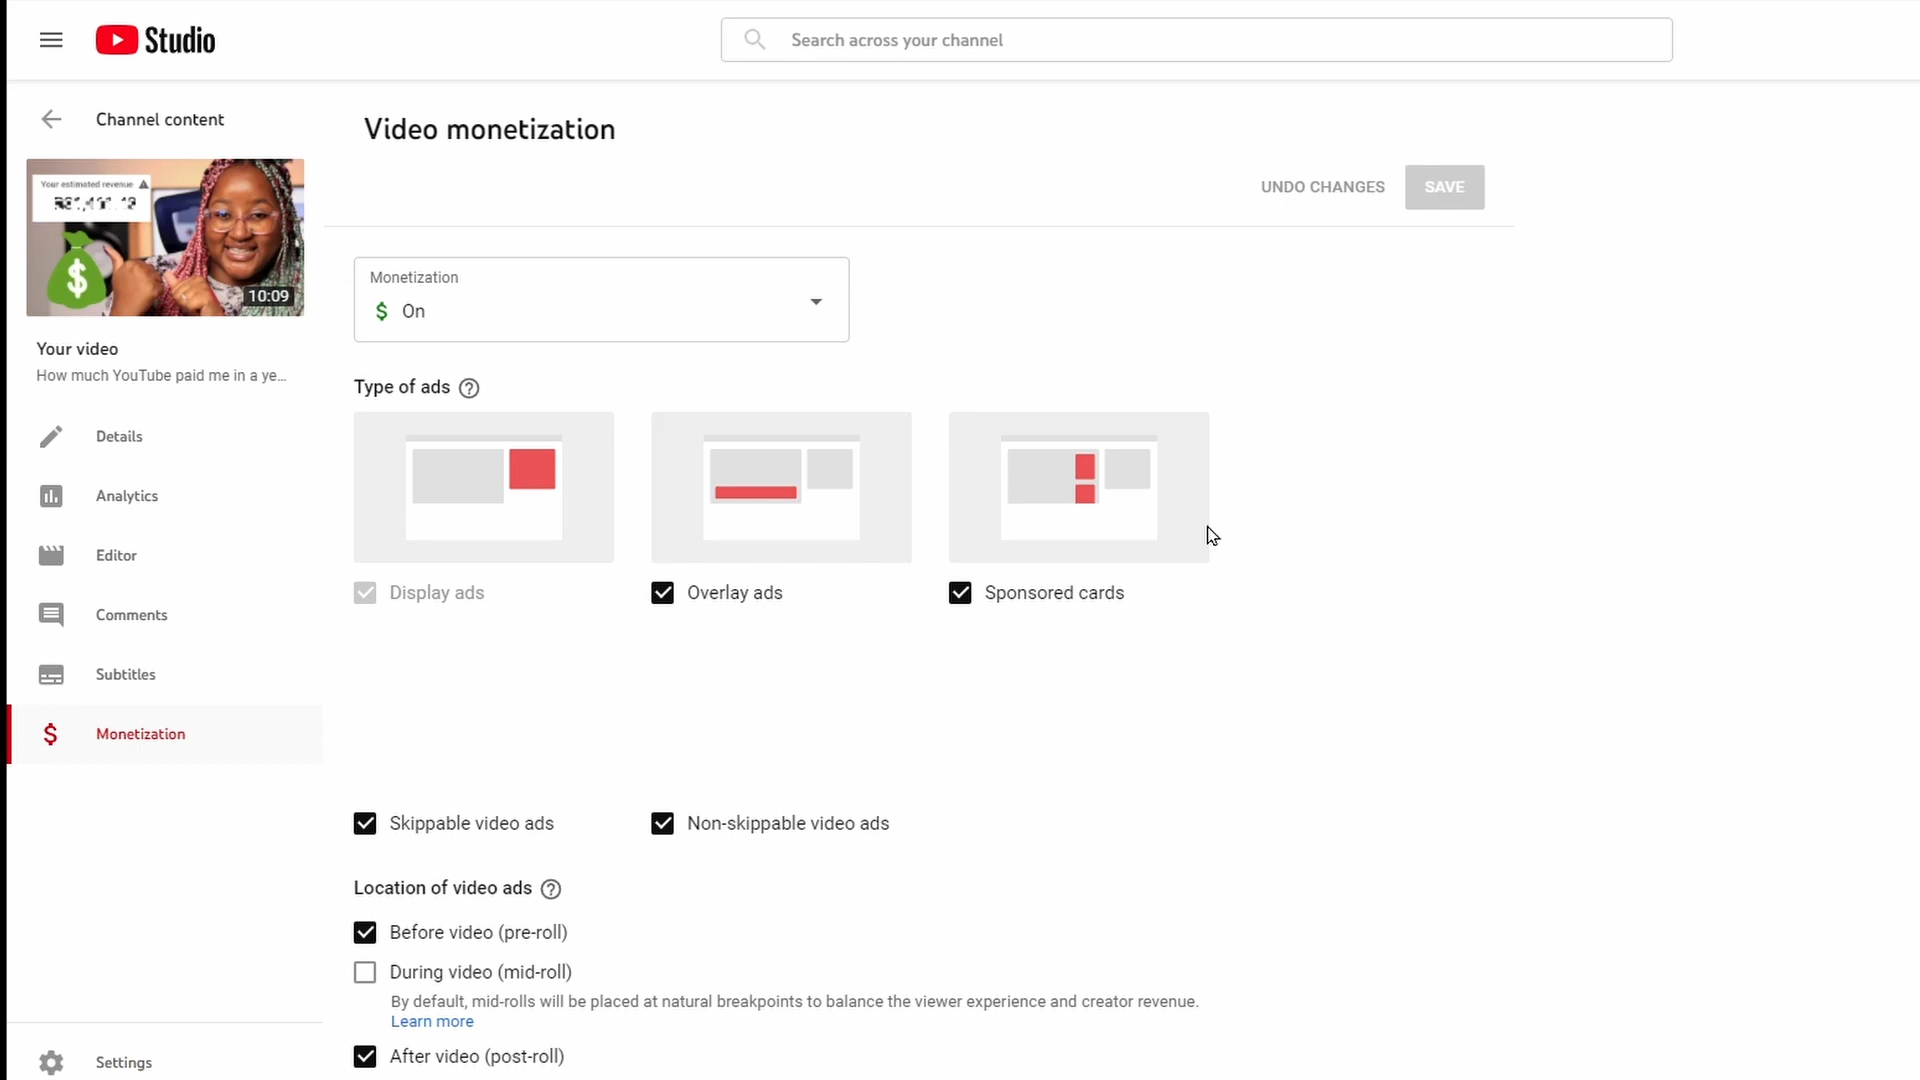 Studio
Search across your channel
Channel content
Video monetization
Your estimated revenue
UNDO CHANGES
SAVE
$
10:09
Monetization
$ On
Your video
How much YouTube paid me in a ye...
Type of ads
Details
Analytics
Editor
Display ads
Overlay ads
Sponsored cards
Comments
Subtitles
$ Monetization
Skippable video ads
Non-skippable video ads
Location of video ads
Before video (pre-roll)
During video (mid-roll)
By default, mid-rolls will be placed at natural breakpoints to balance the viewer experience and creator revenue.
Learn more
After video (post-roll)
Settings